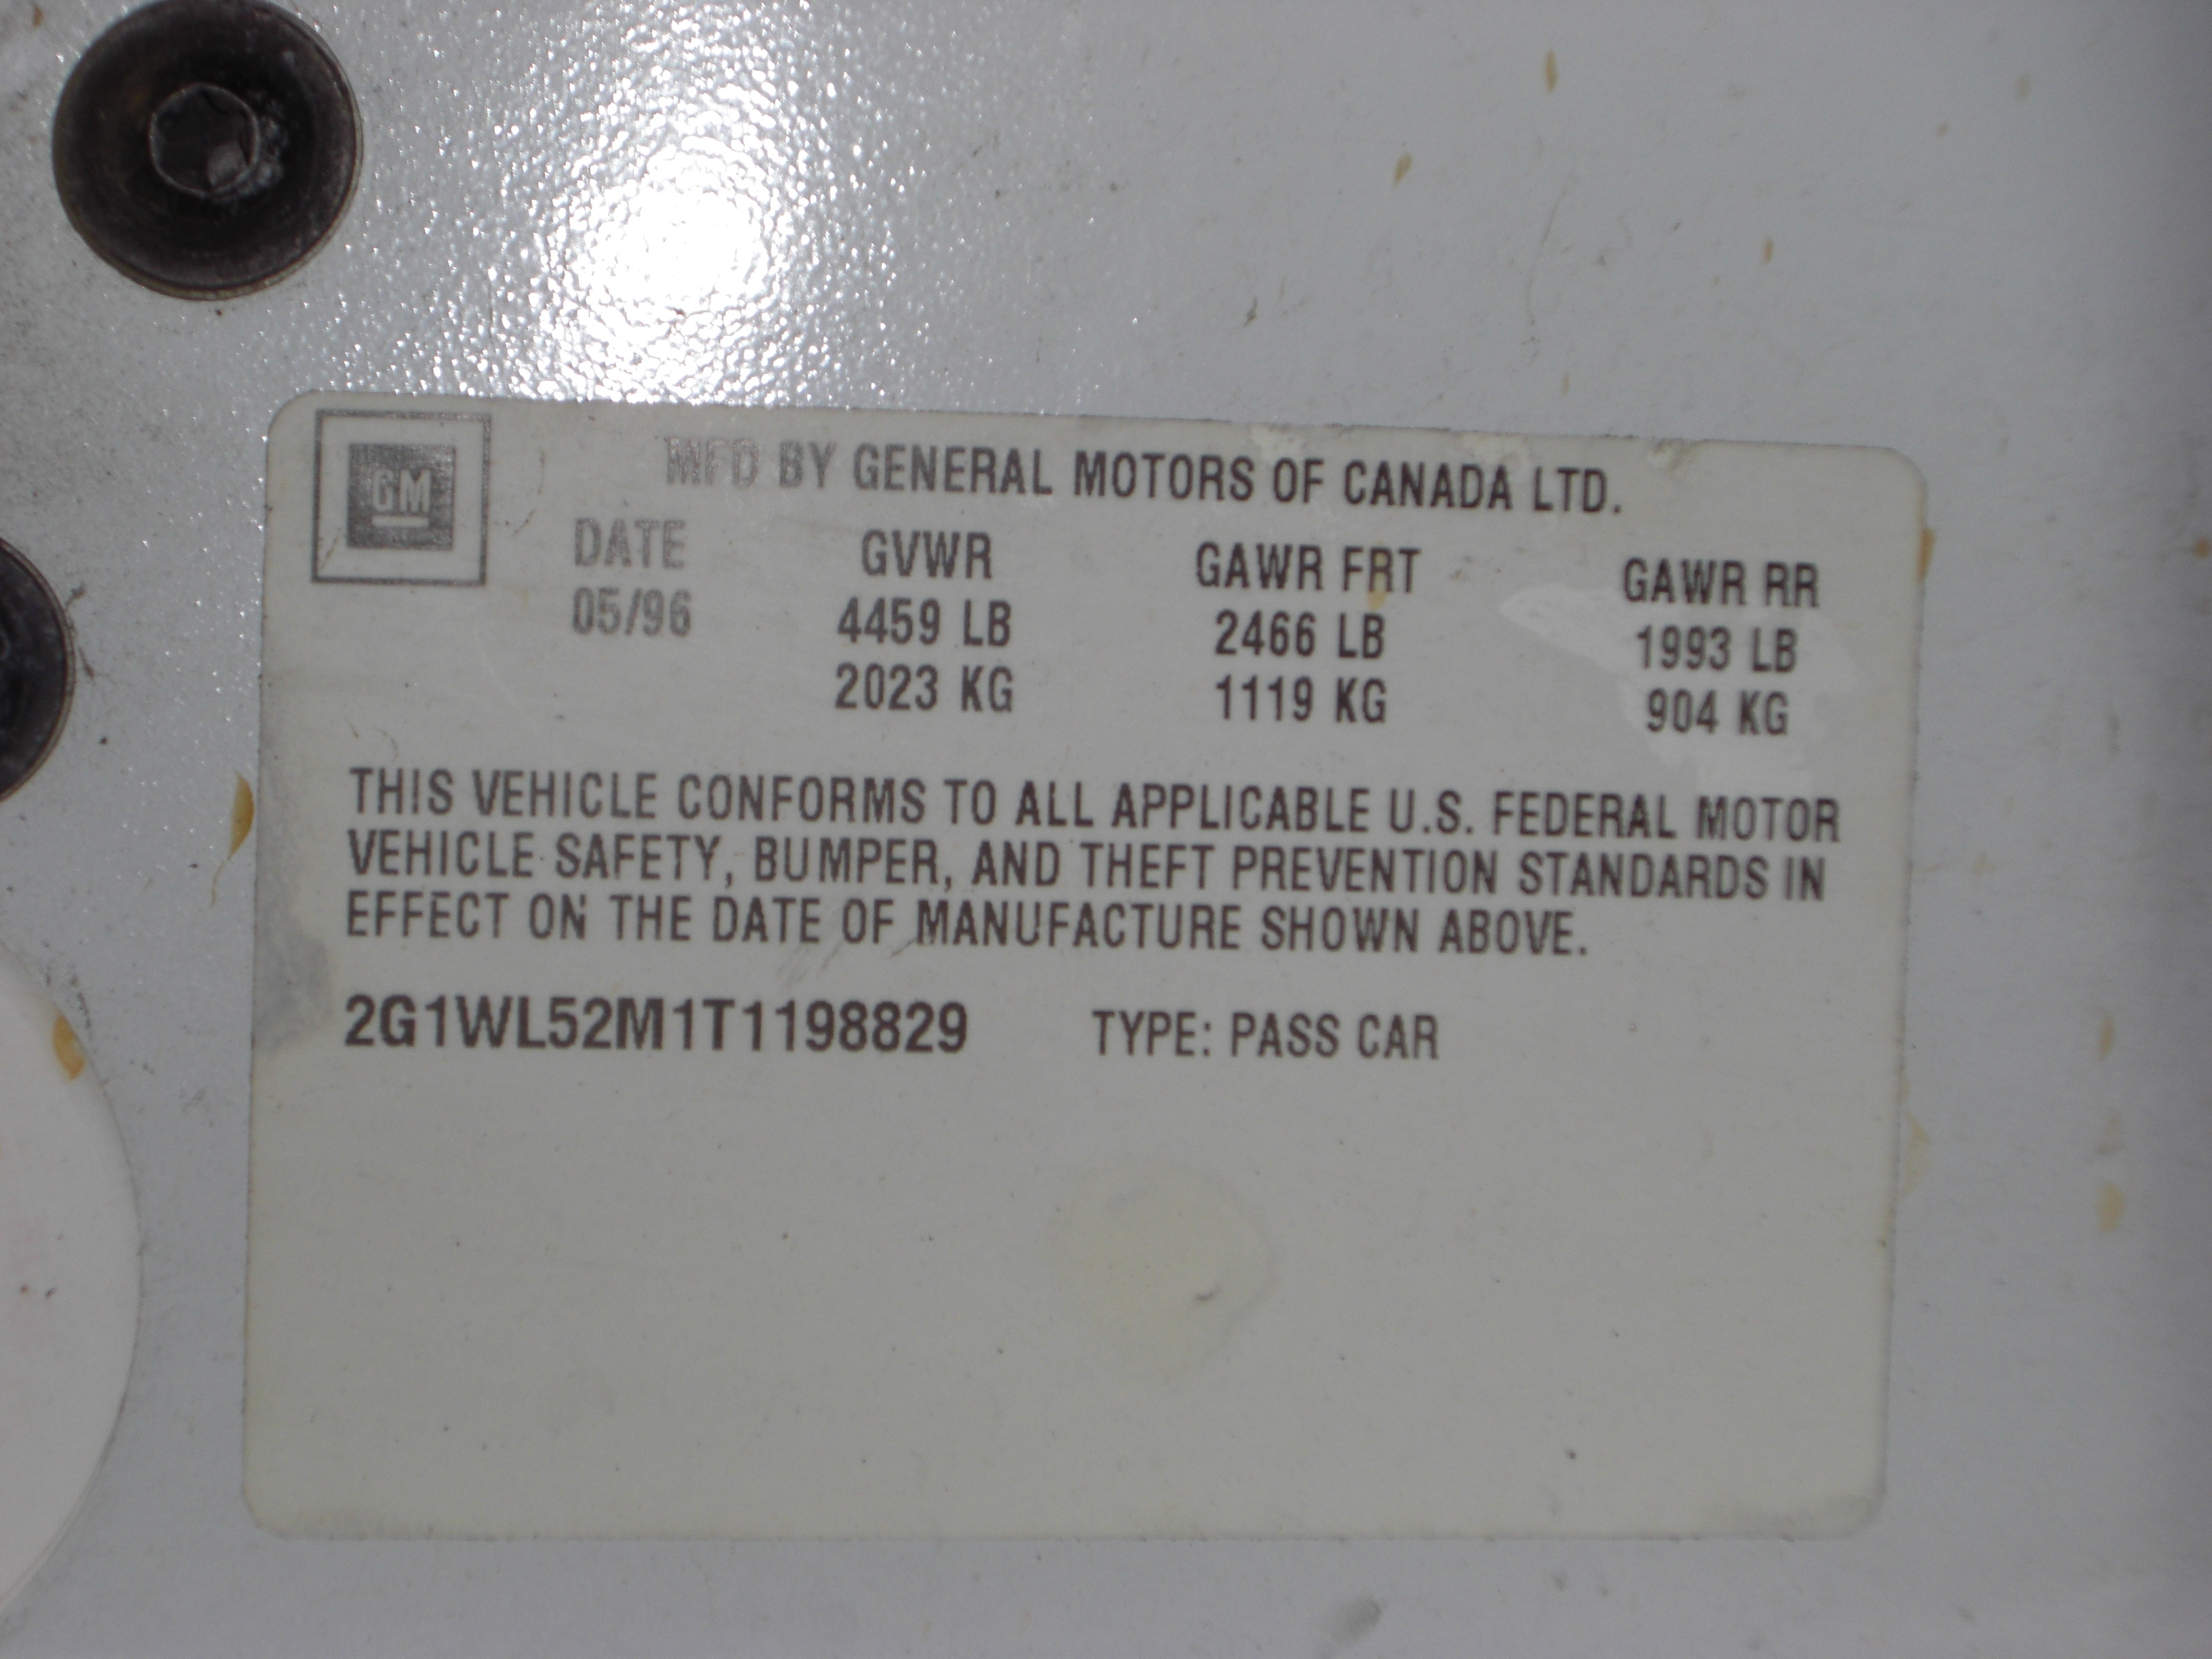 GM
MFD BY GENERAL MOTORS OF CANADA LTD.
DATE GVWR GAWR FRT GAWR RR
05/96 4459 LB 2466 LB 1993 LB
2023 KG 1119 KG 904 KG
THIS VEHICLE CONFORMS TO ALL APPLICABLE U.S. FEDERAL MOTOR
VEHICLE SAFETY, BUMPER, AND THEFT PREVENTION STANDARDS IN
EFFECT ON THE DATE OF MANUFACTURE SHOWN ABOVE.
2G1WL52M1T1198829 TYPE: PASS CAR